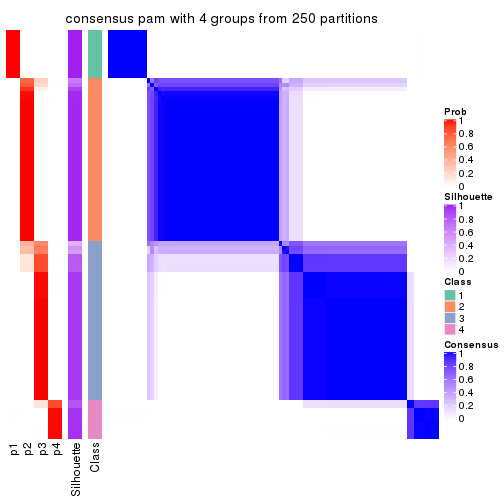 consensus pam with 4 groups from 250 partitions
Prob
1
0.8
0.6
0.4
0.2
0
Silhouette
1
0.8
0.6
0.4
0.2
0
Class
1
2
3
4
Consensus
1
0.8
0.6
0.4
0.2
0
p1
p2
p3
p4
Silhouette
Class